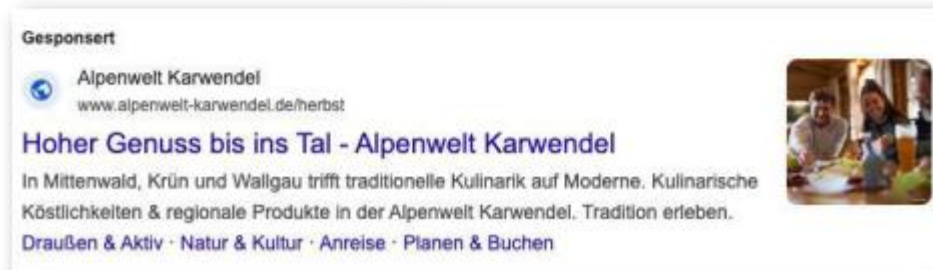 Gesponsert
Alpenwelt Karwendel
www.alpenwelt-karwendel.de/herbst
Hoher Genuss bis ins Tal - Alpenwelt Karwendel
In Mittenwald, Krün und Wallgau trifft traditionelle Kulinarik auf Moderne. Kulinarische
Köstlichkeiten & regionale Produkte in der Alpenwelt Karwendel. Tradition erleben.
Draußen & Aktiv · Natur & Kultur · Anreise · Planen & Buchen